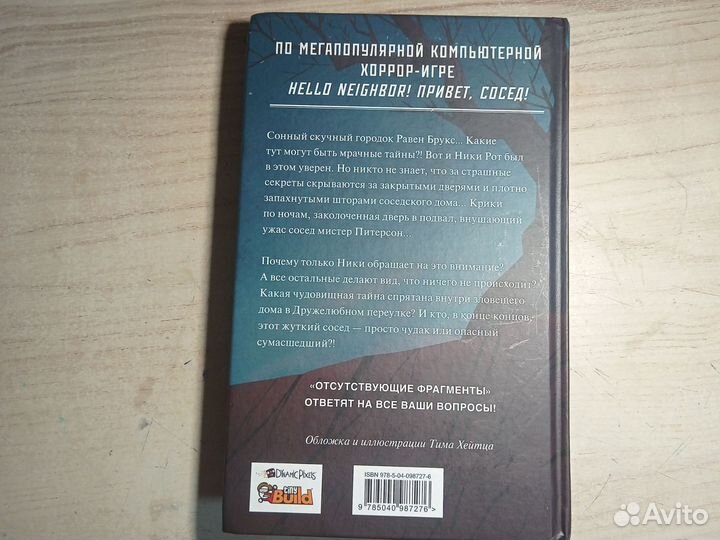 ПО МЕГАПОПУЛЯРНОЙ КОМПЬЮТЕРНОЙ
ХОРРОР-ИГРЕ
HELLO NEIGHBOR! ПРИВЕТ, СОСЕД!
Сонный скучный городок Равен Брукс... Какие
тут могут быть мрачные тайны?! Вот и Ники Рот был
в этом уверен. Но никто не знает, что за страшные
секреты скрываются за закрытыми дверями и плотно
запахнутыми шторами соседского дома... Крики
по ночам, заколоченная дверь в подвал, внушающий
ужас сосед мистер Питерсон...
Почему только Ники обращает на это внимание?
А все остальные делают вид, что ничего не происходит?
Какая чудовищная тайна спрятана внутри зловещего
дома в Дружелюбном переулке? И кто, в конце концов,
этот жуткий сосед — просто чудак или опасный
сумасшедший?!
«ОТСУТСТВУЮЩИЕ ФРАГМЕНТЫ»
ОТВЕТЯТ НА ВСЕ ВАШИ ВОПРОСЫ!
Обложка и иллюстрации Тима Хейтца
DYNAMIC PIXELS
tiny
Build
ISBN 978-5-04-098727-6
9 785040 987276 >
Avito